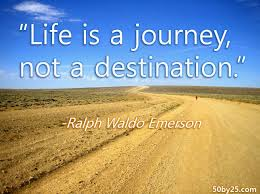 “Life is a journey,
not a destination.”
-Ralph Waldo Emerson
50by25.com